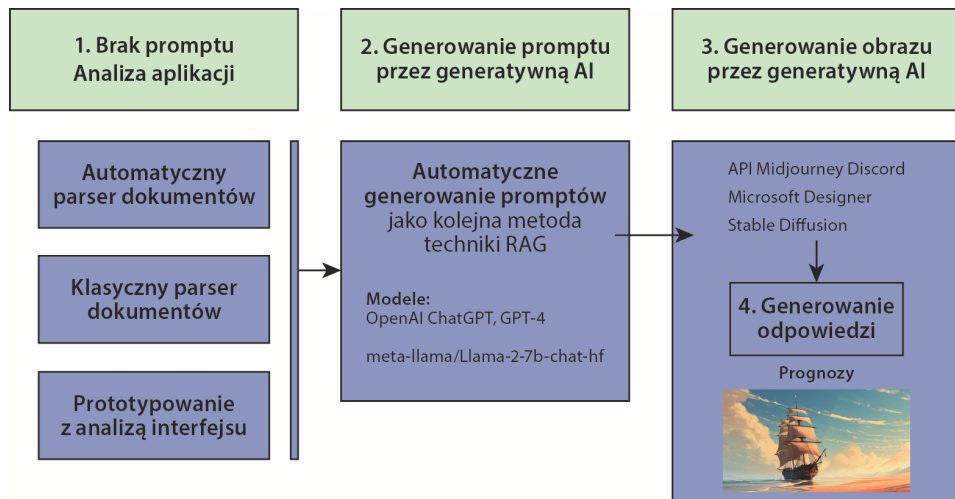 1. Brak promptu
Analiza aplikacji
2. Generowanie promptu
przez generatywną AI
3. Generowanie obrazu
przez generatywną AI
Automatyczny
parser dokumentów
Klasyczny parser
dokumentów
Prototypowanie
z analizą interfejsu
Automatyczne
generowanie promptów
jako kolejna metoda
techniki RAG
Modele:
OpenAI ChatGPT, GPT-4
meta-llama/Llama-2-7b-chat-hf
API Midjourney Discord
Microsoft Designer
Stable Diffusion
4. Generowanie
odpowiedzi
Prognozy